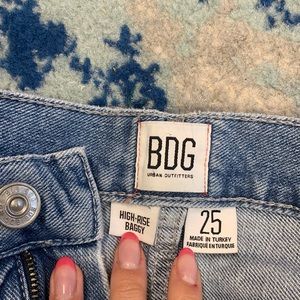 BDG
URBAN OUTFITTERS
HIGH-RISE
BAGGY
25
MADE IN TURKEY
FABRIQUÉ EN TURQUIE